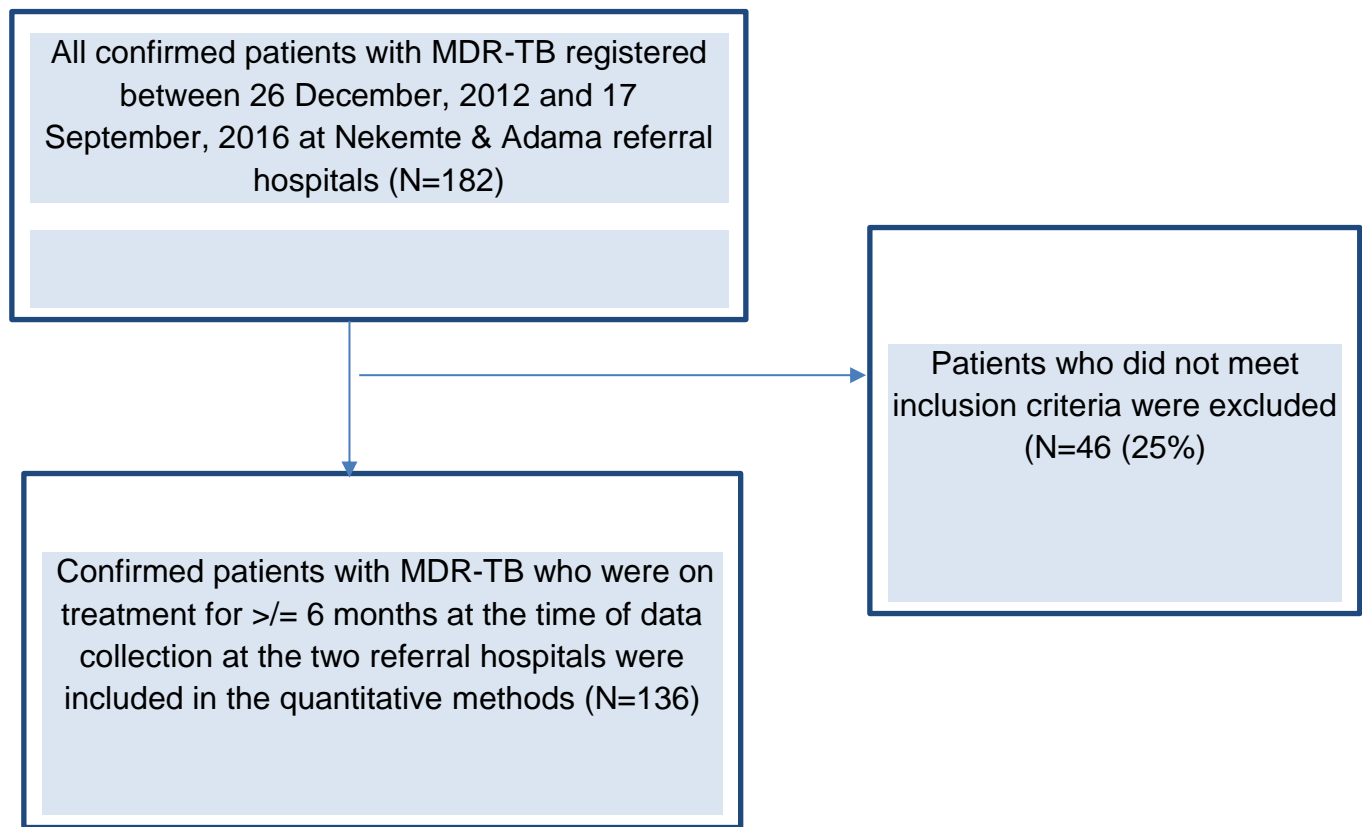 All confirmed patients with MDR-TB registered
between 26 December, 2012 and 17
September, 2016 at Nekemte & Adama referral
hospitals (N=182)
Patients who did not meet
inclusion criteria were excluded
(N=46 (25%)
Confirmed patients with MDR-TB who were on
treatment for >/= 6 months at the time of data
collection at the two referral hospitals were
included in the quantitative methods (N=136)